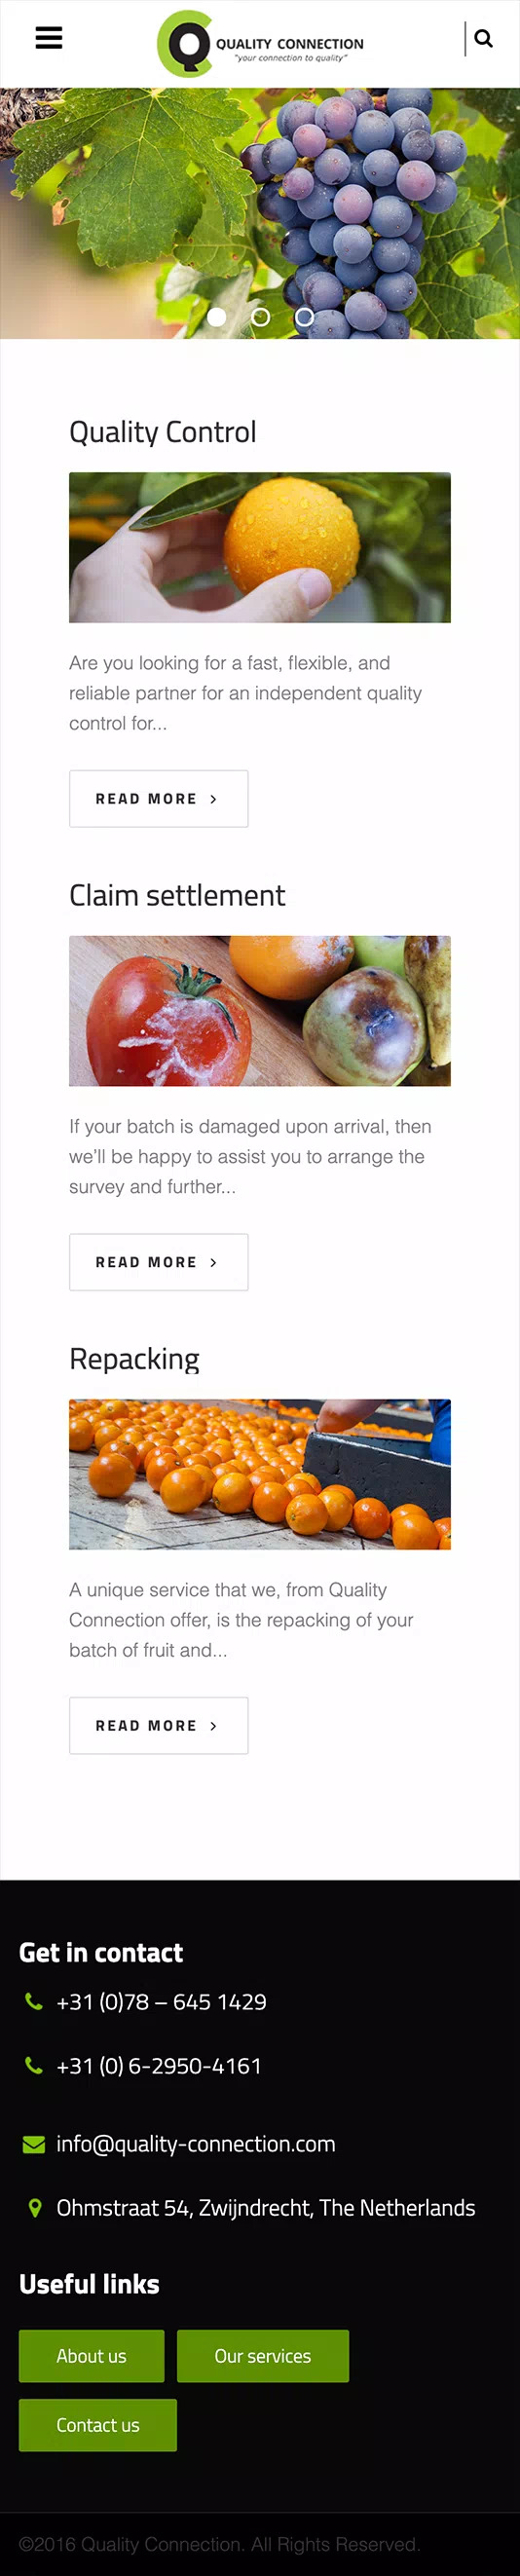 QUALITY CONNECTION
"your connection to quality"
Quality Control
Are you looking for a fast, flexible, and
reliable partner for an independent quality
control for...
READ MORE >
Claim settlement
If your batch is damaged upon arrival, then
we'll be happy to assist you to arrange the
survey and further...
READ MORE >
Repacking
A unique service that we, from Quality
Connection offer, is the repacking of your
batch of fruit and...
READ MORE >
Get in contact
+31 (0)78 – 645 1429
+31 (0) 6-2950-4161
info@quality-connection.com
Ohmstraat 54, Zwijndrecht, The Netherlands
Useful links
About us
Our services
Contact us
©2016 Quality Connection. All Rights Reserved.